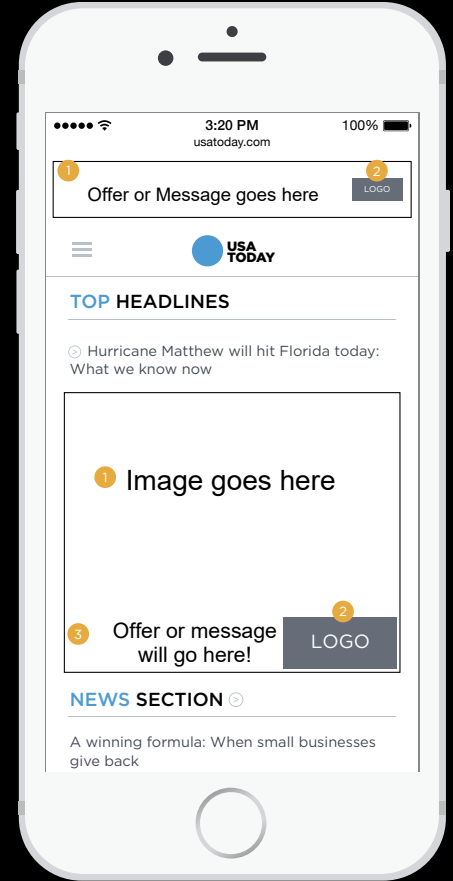 3:20 PM
100%
usatoday.com
1
2
Offer or Message goes here
LOGO
USA
TODAY
TOP HEADLINES
Hurricane Matthew will hit Florida today:
What we know now
1
Image goes here
2
3
Offer or message
will go here!
LOGO
NEWS SECTION
A winning formula: When small businesses
give back